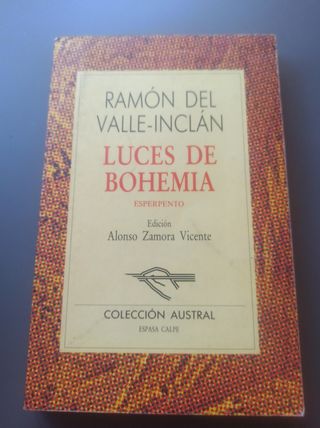 RAMÓN DEL
VALLE-INCLÁN
LUCES DE
BOHEMIA
ESPERPENTO
Edición
Alonso Zamora Vicente
COLECCIÓN AUSTRAL
ESPASA CALPE